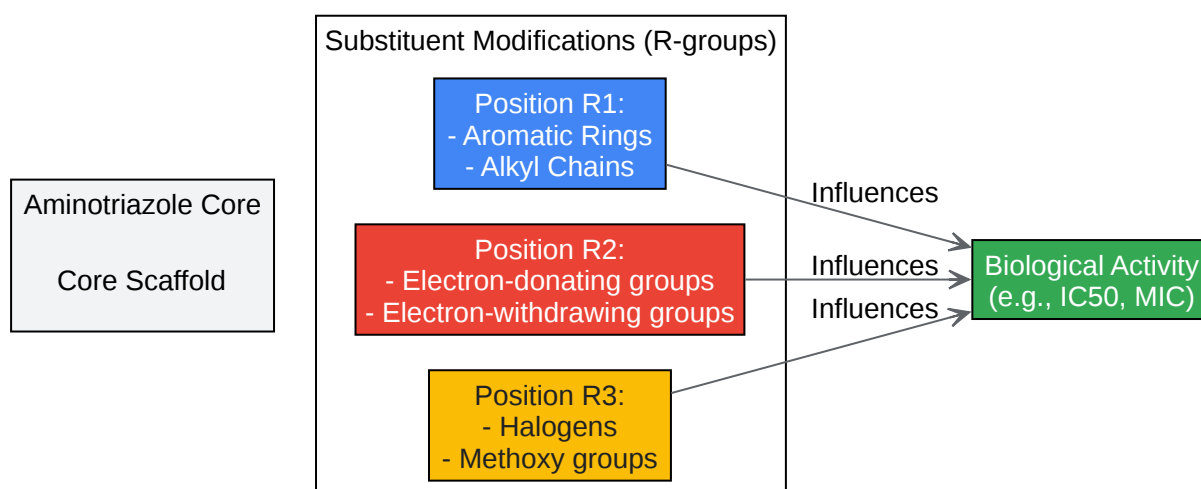 Substituent Modifications (R-groups)
Position R1:
- Aromatic Rings
- Alkyl Chains
Aminotriazole Core
Core Scaffold
Position R2:
- Electron-donating groups
- Electron-withdrawing groups
Position R3:
- Halogens
- Methoxy groups
Influences
Influences
Influences
Biological Activity
(e.g., IC50, MIC)